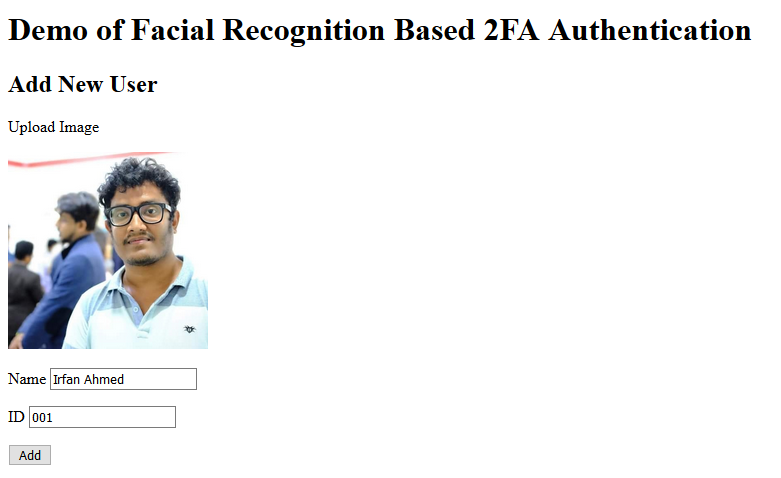 Demo of Facial Recognition Based 2FA Authentication
Add New User
Upload Image
Name Irfan Ahmed
ID 001
Add